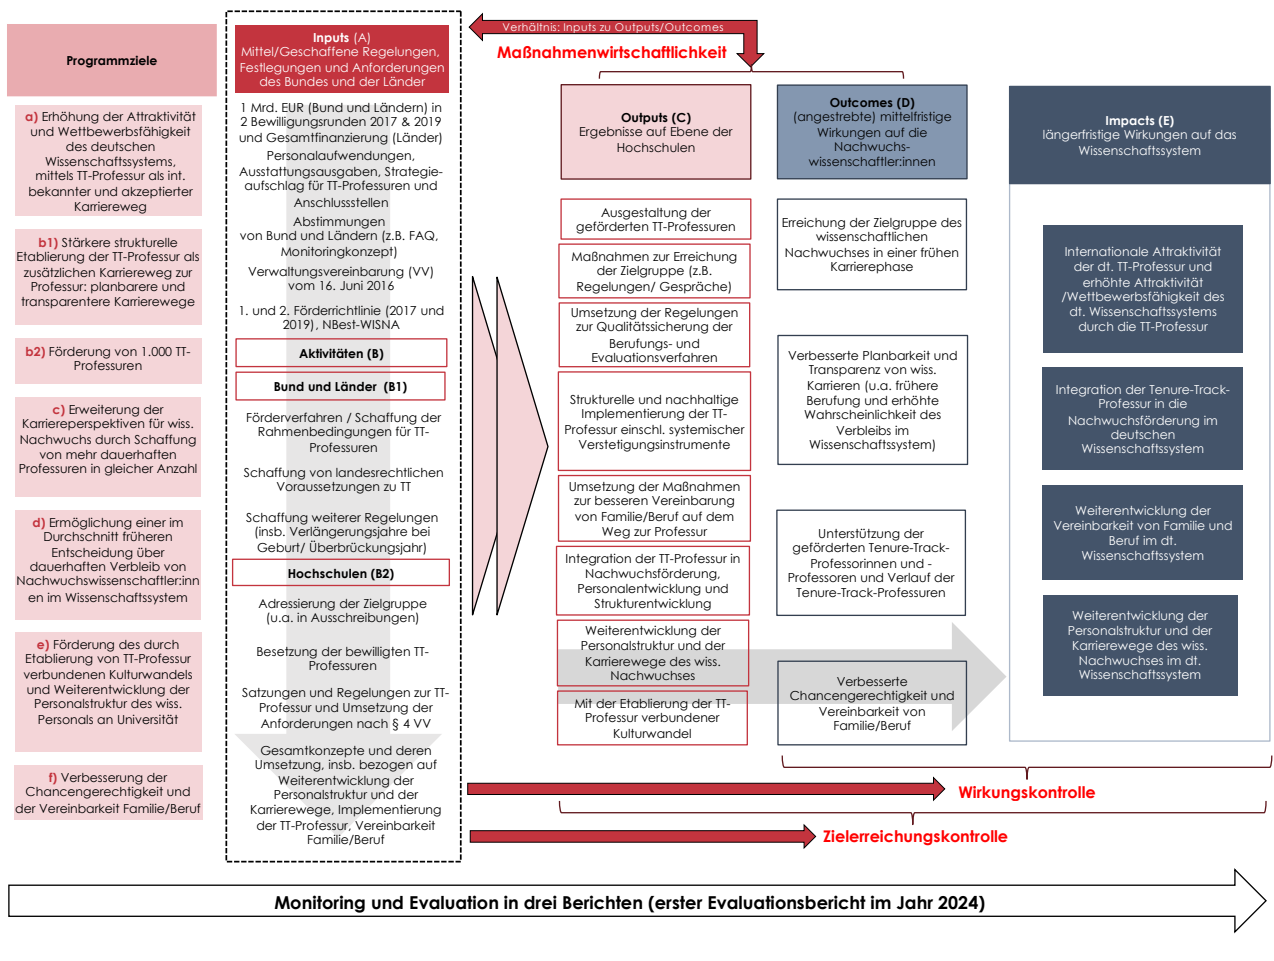 Programmziele
a) Erhöhung der Attraktivität
und Wettbewerbsfähigkeit
des deutschen
Wissenschaftssystems,
mittels TT-Professur als int.
bekannter und akzeptierter
Karriereweg
b1) Stärkere strukturelle
Etablierung der TT-Professur als
zusätzlichen Karriereweg zur
Professur: planbarere und
transparentere Karrierewege
b2) Förderung von 1.000 TT-
Professuren
c) Erweiterung der
Karriereperspektiven für wiss.
Nachwuchs durch Schaffung
von mehr dauerhaften
Professuren in gleicher Anzahl
d) Ermöglichung einer im
Durchschnitt früheren
Entscheidung über
dauerhaften Verbleib von
Nachwuchswissenschaftler:inn
en im Wissenschaftssystem
e) Förderung des durch
Etablierung von TT-Professur
verbundenen Kulturwandels
und Weiterentwicklung der
Personalstruktur des wiss.
Personals an Universität
f) Verbesserung der
Chancengerechtigkeit und
der Vereinbarkeit Familie/Beruf
Inputs (A)
Mittel/Geschaffene Regelungen,
Festlegungen und Anforderungen
des Bundes und der Länder
1 Mrd. EUR (Bund und Ländern) in
2 Bewilligungsrunden 2017 & 2019
und Gesamtfinanzierung (Länder)
Personalaufwendungen,
Ausstattungsausgaben, Strategie-
aufschlag für TT-Professuren und
Anschlussstellen
Abstimmungen
von Bund und Ländern (z.B. FAQ,
Monitoringkonzept)
Verwaltungsvereinbarung (VV)
vom 16. Juni 2016
1. und 2. Förderrichtlinie (2017 und
2019), NBest-WISNA
Aktivitäten (B)
Bund und Länder (B1)
Förderverfahren / Schaffung der
Rahmenbedingungen für TT-
Professuren
Schaffung von landesrechtlichen
Voraussetzungen zu TT
Schaffung weiterer Regelungen
(insb. Verlängerungsjahre bei
Geburt/ Überbrückungsjahr)
Hochschulen (B2)
Adressierung der Zielgruppe
(u.a. in Ausschreibungen)
Besetzung der bewilligten TT-
Professuren
Satzungen und Regelungen zur TT-
Professur und Umsetzung der
Anforderungen nach § 4 VV
Gesamtkonzepte und deren
Umsetzung, insb. bezogen auf
Weiterentwicklung der
Personalstruktur und der
Karrierewege, Implementierung
der TT-Professur, Vereinbarkeit
Familie/Beruf
Verhältnis: Inputs zu Outputs/Outcomes
Maßnahmenwirtschaftlichkeit
Outputs (C)
Ergebnisse auf Ebene der
Hochschulen
Ausgestaltung der
geförderten TT-Professuren
Maßnahmen zur Erreichung
der Zielgruppe (z.B.
Regelungen/ Gespräche)
Umsetzung der Regelungen
zur Qualitätssicherung der
Berufungs- und
Evaluationsverfahren
Strukturelle und nachhaltige
Implementierung der TT-
Professur einschl. systemischer
Verstetigungsinstrumente
Umsetzung der Maßnahmen
zur besseren Vereinbarung
von Familie/Beruf auf dem
Weg zur Professur
Integration der TT-Professur in
Nachwuchsförderung,
Personalentwicklung und
Strukturentwicklung
Weiterentwicklung der
Personalstruktur und der
Karrierewege des wiss.
Nachwuchses
Mit der Etablierung der TT-
Professur verbundener
Kulturwandel
Outcomes (D)
(angestrebte) mittelfristige
Wirkungen auf die
Nachwuchs-
wissenschaftler:innen
Erreichung der Zielgruppe des
wissenschaftlichen
Nachwuchses in einer frühen
Karrierephase
Verbesserte Planbarkeit und
Transparenz von wiss.
Karrieren (u.a. frühere
Berufung und erhöhte
Wahrscheinlichkeit des
Verbleibs im
Wissenschaftssystem)
Unterstützung der
geförderten Tenure-Track-
Professorinnen und -
Professoren und Verlauf der
Tenure-Track-Professuren
Verbesserte
Chancengerechtigkeit und
Vereinbarkeit von
Familie/Beruf
Impacts (E)
längerfristige Wirkungen auf das
Wissenschaftssystem
Internationale Attraktivität
der dt. TT-Professur und
erhöhte Attraktivität
/Wettbewerbsfähigkeit des
dt. Wissenschaftssystems
durch die TT-Professur
Integration der Tenure-Track-
Professur in die
Nachwuchsförderung im
deutschen
Wissenschaftssystem
Weiterentwicklung der
Vereinbarkeit von Familie und
Beruf im dt.
Wissenschaftssystem
Weiterentwicklung der
Personalstruktur und der
Karrierewege des wiss.
Nachwuchses im dt.
Wissenschaftssystem
Wirkungskontrolle
Zielerreichungskontrolle
Monitoring und Evaluation in drei Berichten (erster Evaluationsbericht im Jahr 2024)